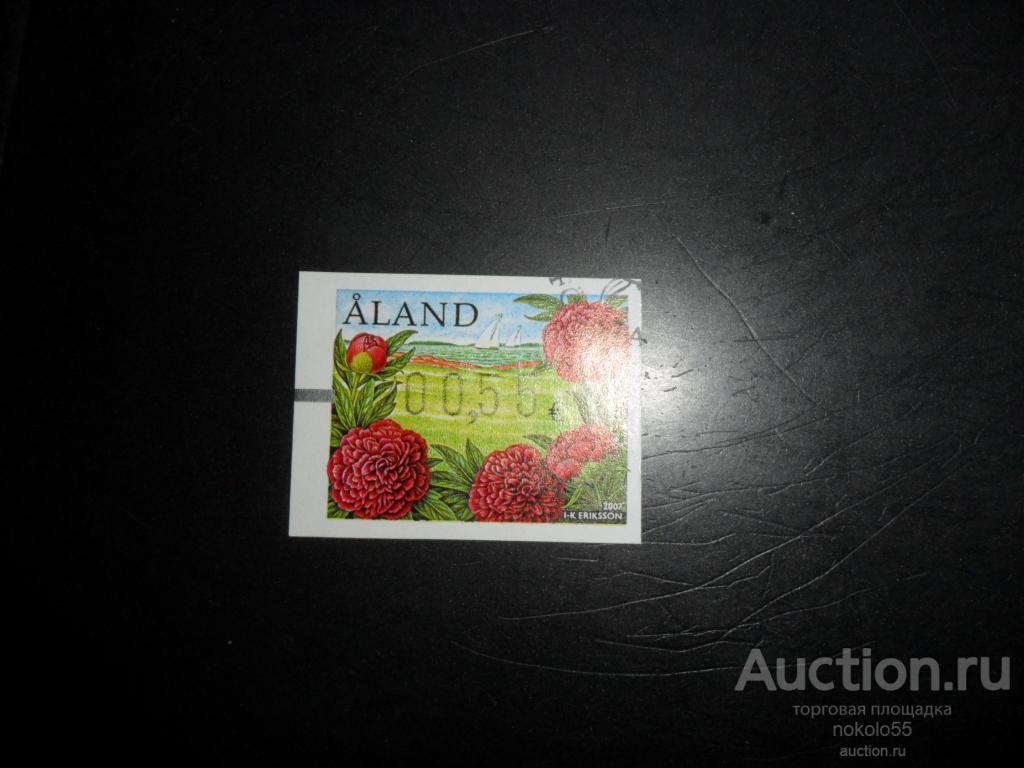 ÅLAND
00,55 €
2007
I-K ERIKSSON
Auction.ru
торговая площадка
nokolo55
auction.ru